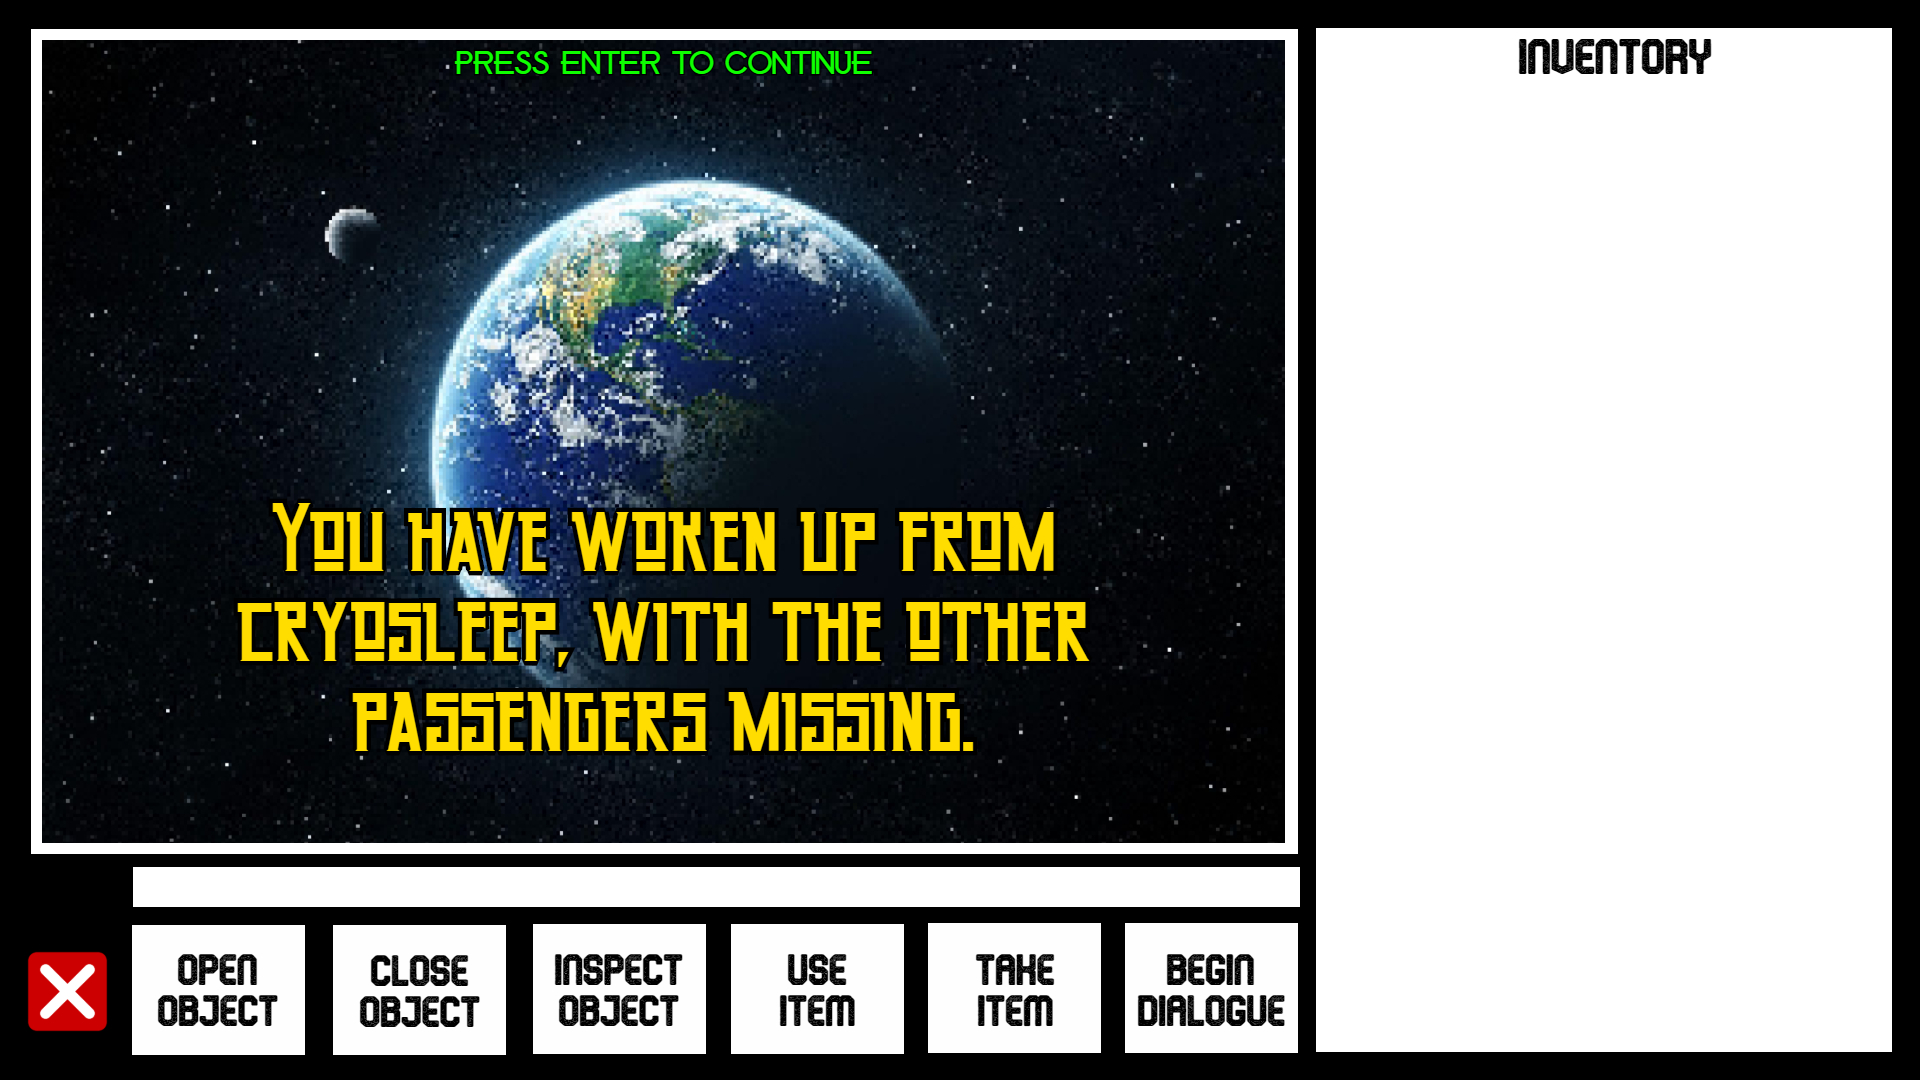 PRESS ENTER TO CONTINUE
INVENTORY
YOU HAVE WOKEN UP FROM
CRYOSLEEP, WITH THE OTHER
PASSENGERS MISSING.
OPEN
OBJECT
CLOSE
OBJECT
INSPECT
OBJECT
USE
ITEM
TAKE
ITEM
BEGIN
DIALOGUE